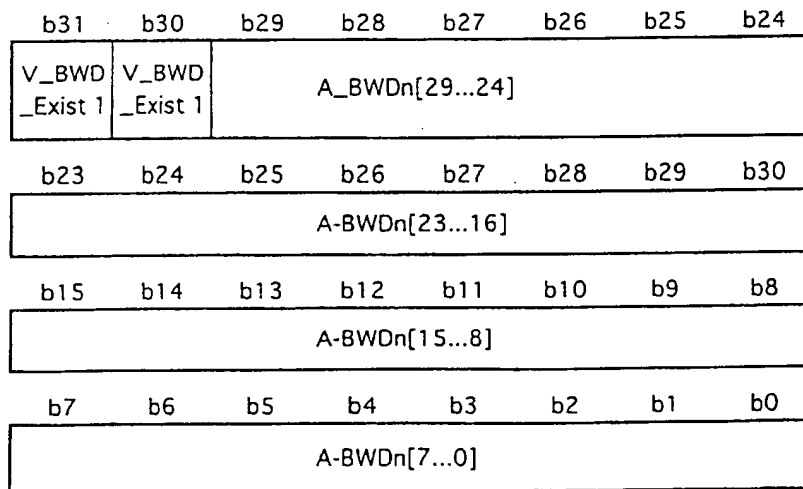 b31 b30 b29 b28 b27 b26 b25 b24
V_BWD V_BWD
_Exist 1 _Exist 1
A_BWDn[29...24]
b23 b24 b25 b26 b27 b28 b29 b30
A-BWDn[23...16]
b15 b14 b13 b12 b11 b10 b9 b8
A-BWDn[15...8]
b7 b6 b5 b4 b3 b2 b1 b0
A-BWDn[7...0]